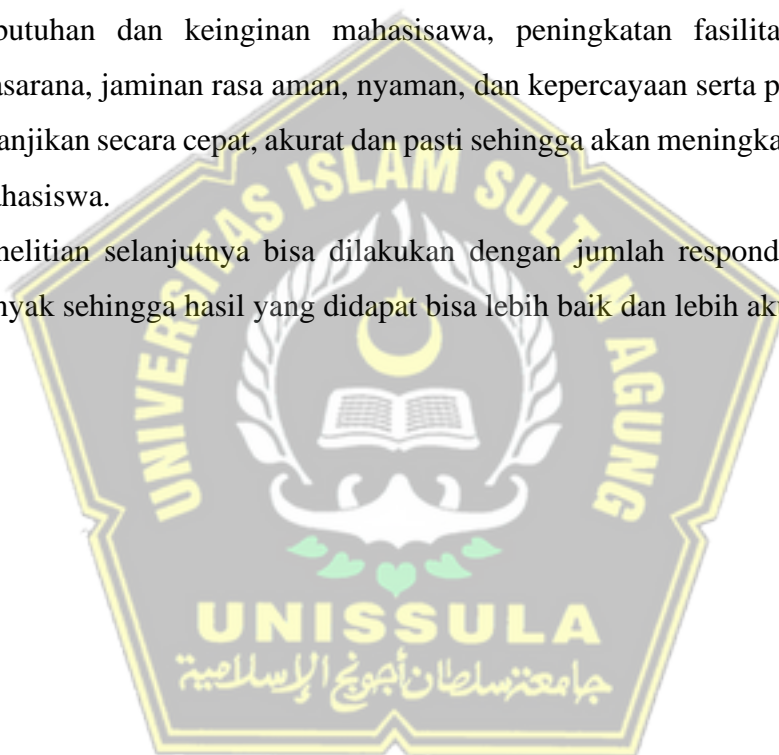 butuhan dan keinginan mahasisawa, peningkatan fasilita
asarana, jaminan rasa aman, nyaman, dan kepercayaan serta p
anjikan secara cepat, akurat dan pasti sehingga akan meningka
ahasiswa.
nelitian selanjutnya bisa dilakukan dengan jumlah respond
nyak sehingga hasil yang didapat bisa lebih baik dan lebih ak
UNIVERSITAS ISLAM SULTAN AGUNG
UNISSULA
جامعة سلطان أجونج الإسلامية